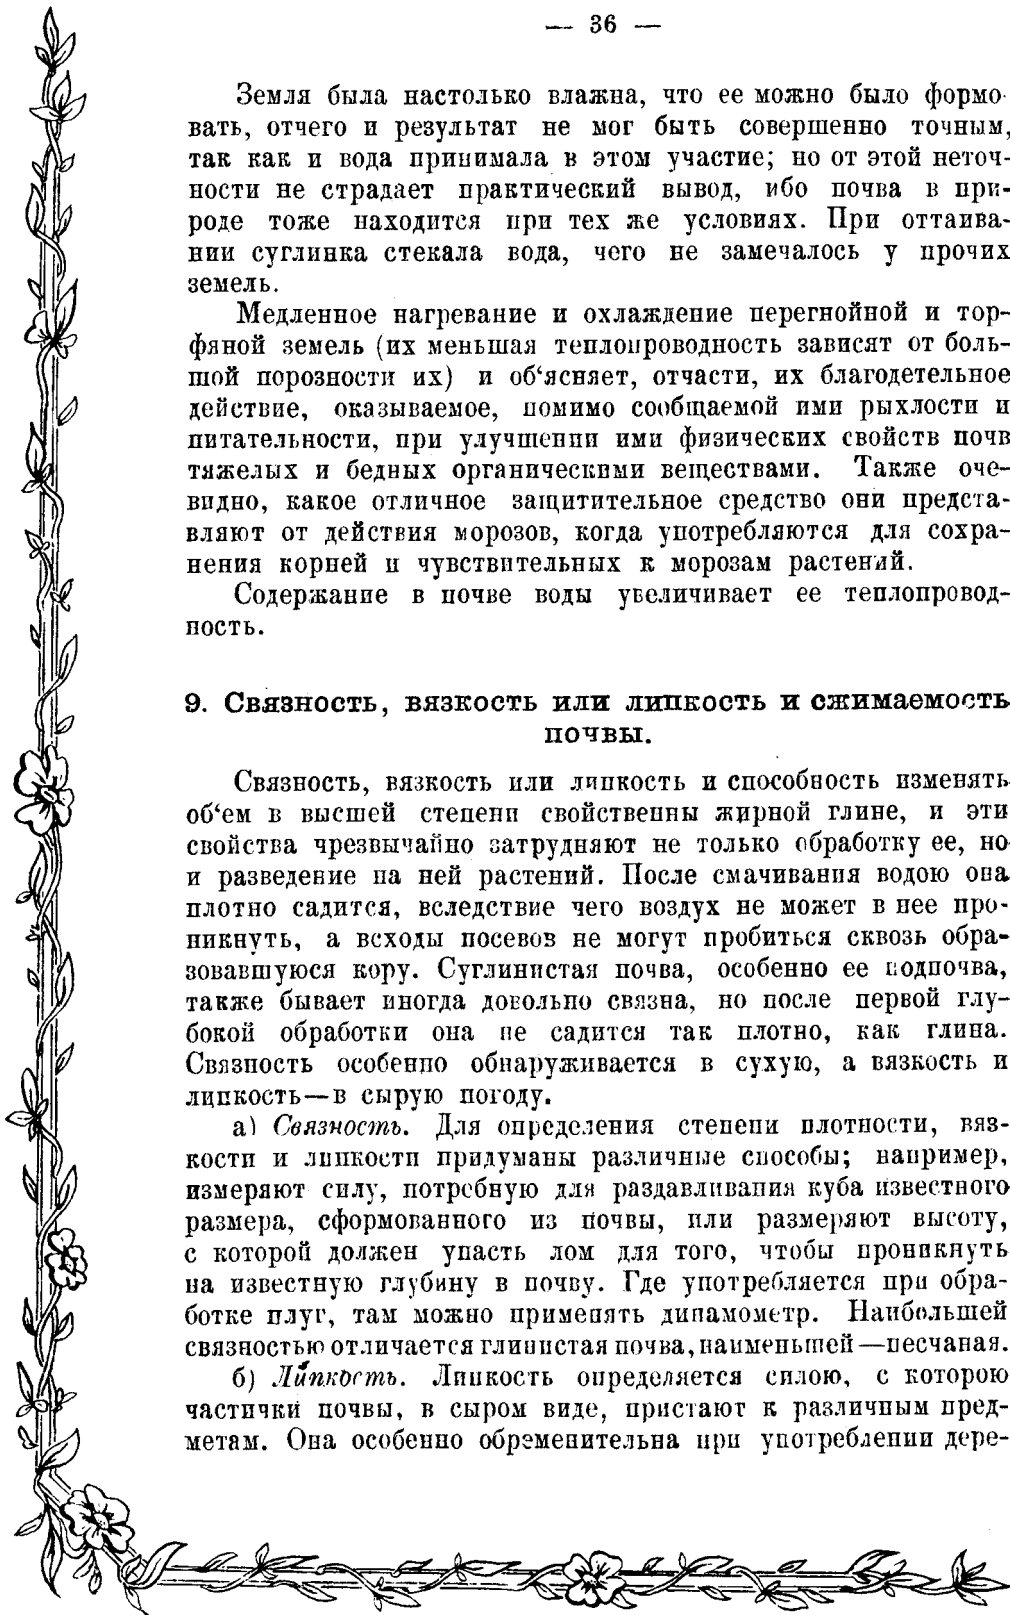 — 36 —
Земля была настолько влажна, что ее можно было формо-
вать, отчего и результат не мог быть совершенно точным,
так как и вода принимала в этом участие; но от этой неточ-
ности не страдает практический вывод, ибо почва в при-
роде тоже находится при тех же условиях. При оттаива-
нии суглинка стекала вода, чего не замечалось у прочих
земель.
Медленное нагревание и охлаждение перегнойной и тор-
фяной земель (их меньшая теплопроводность зависят от боль-
шой порозности их) и об‘ясняет, отчасти, их благодетельное
действие, оказываемое, помимо сообщаемой ими рыхлости и
питательности, при улучшении ими физических свойств почв
тяжелых и бедных органическими веществами. Также оче-
видно, какое отличное защитительное средство они предста-
вляют от действия морозов, когда употребляются для сохра-
нения корней и чувствительных к морозам растений.
Содержание в почве воды увеличивает ее теплопровод-
ность.
9. Связность, вязкость или липкость и сжимаемость
почвы.
Связность, вязкость или липкость и способность изменять
об‘ем в высшей степени свойственны жирной глине, и эти
свойства чрезвычайно затрудняют не только обработку ее, но
и разведение на ней растений. После смачивания водою она
плотно садится, вследствие чего воздух не может в нее про-
никнуть, а всходы посевов не могут пробиться сквозь обра-
зовавшуюся кору. Суглинистая почва, особенно ее подпочва,
также бывает иногда довольно связна, но после первой глу-
бокой обработки она не садится так плотно, как глина.
Связность особенно обнаруживается в сухую, а вязкость и
липкость—в сырую погоду.
а) Связность. Для определения степени плотности, вяз-
кости и липкости придуманы различные способы; например,
измеряют силу, потребную для раздавливания куба известного
размера, сформованного из почвы, или размеряют высоту,
с которой должен упасть лом для того, чтобы проникнуть
на известную глубину в почву. Где употребляется при обра-
ботке плуг, там можно применять динамометр. Наибольшей
связностью отличается глинистая почва, наименьшей—песчаная.
б) Липкость. Липкость определяется силою, с которою
частички почвы, в сыром виде, пристают к различным пред-
метам. Она особенно обременительна при употреблении дере-